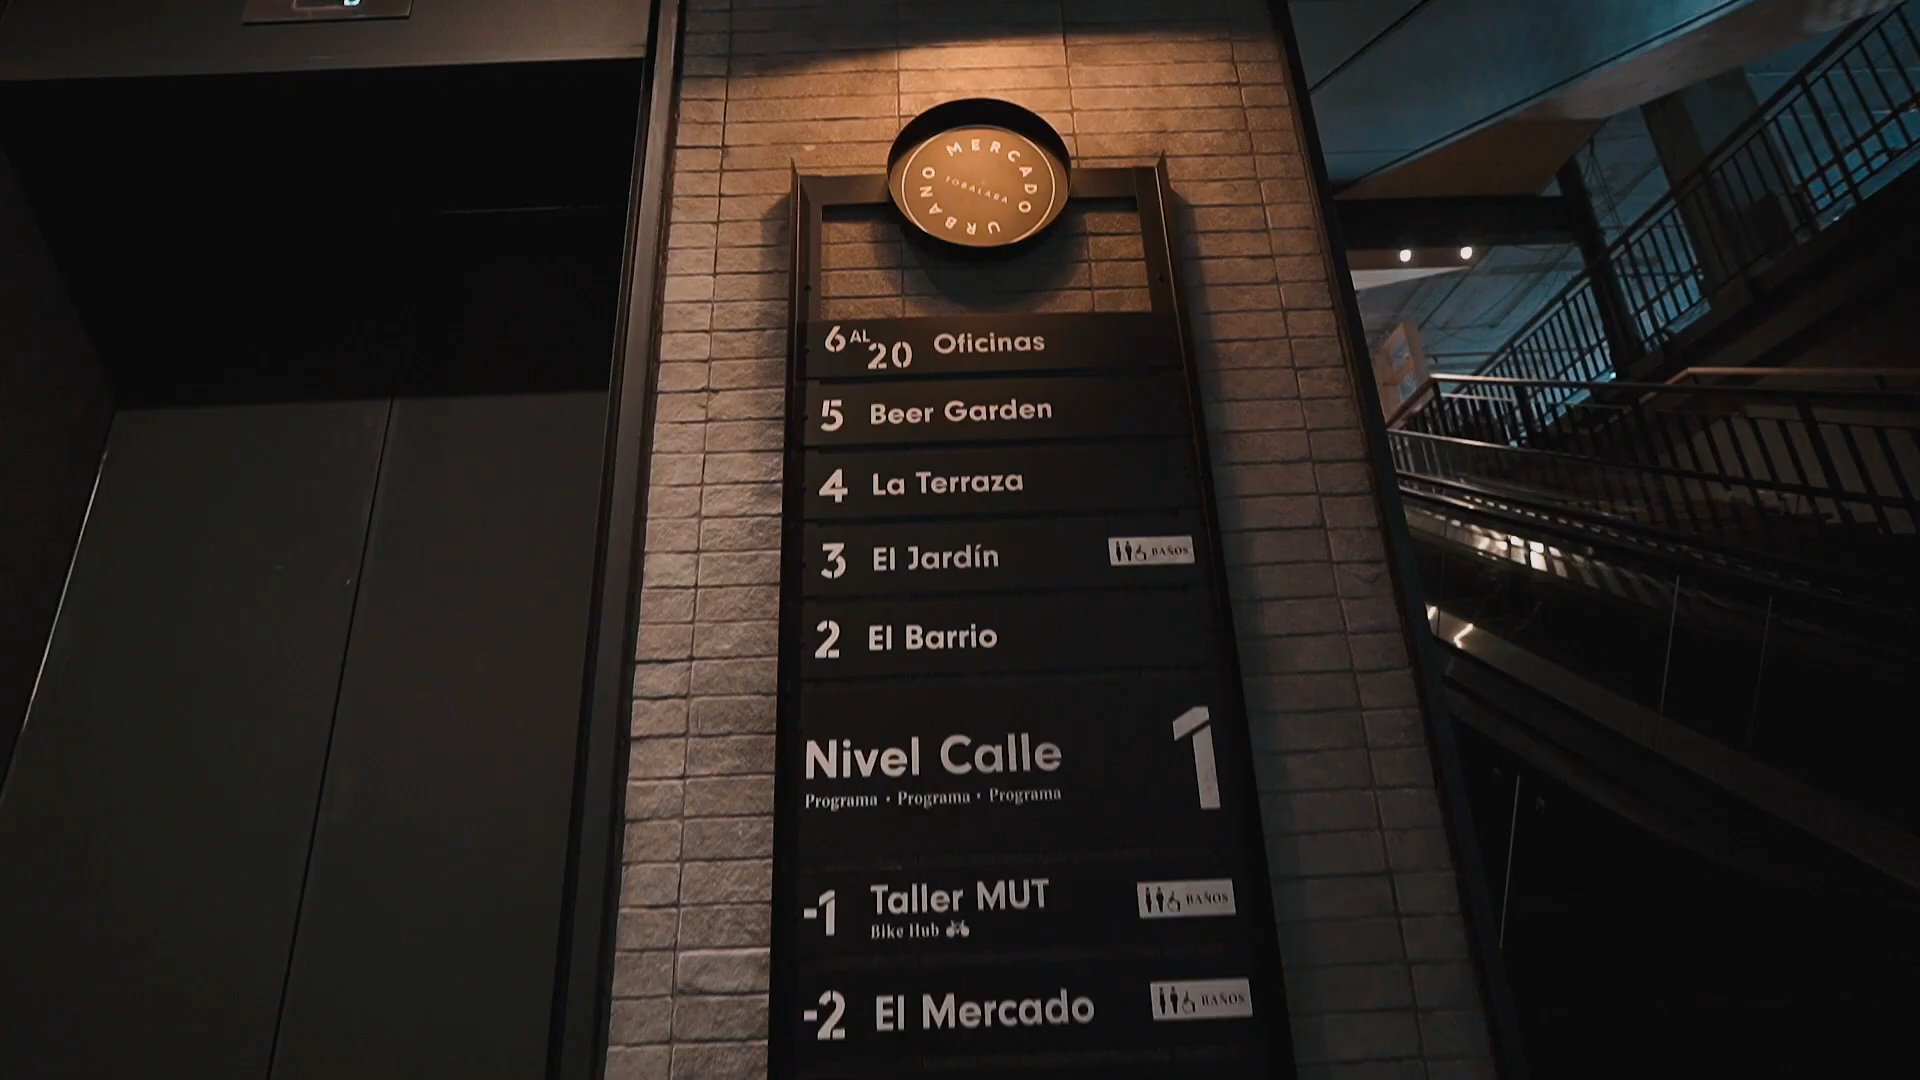 MERCADO URBANO
TOBALABA
6 AL 20 Oficinas
5 Beer Garden
4 La Terraza
3 El Jardín BAÑOS
2 El Barrio
Nivel Calle 1
Programa · Programa · Programa
-1 Taller MUT BAÑOS
Bike Hub
-2 El Mercado BAÑOS